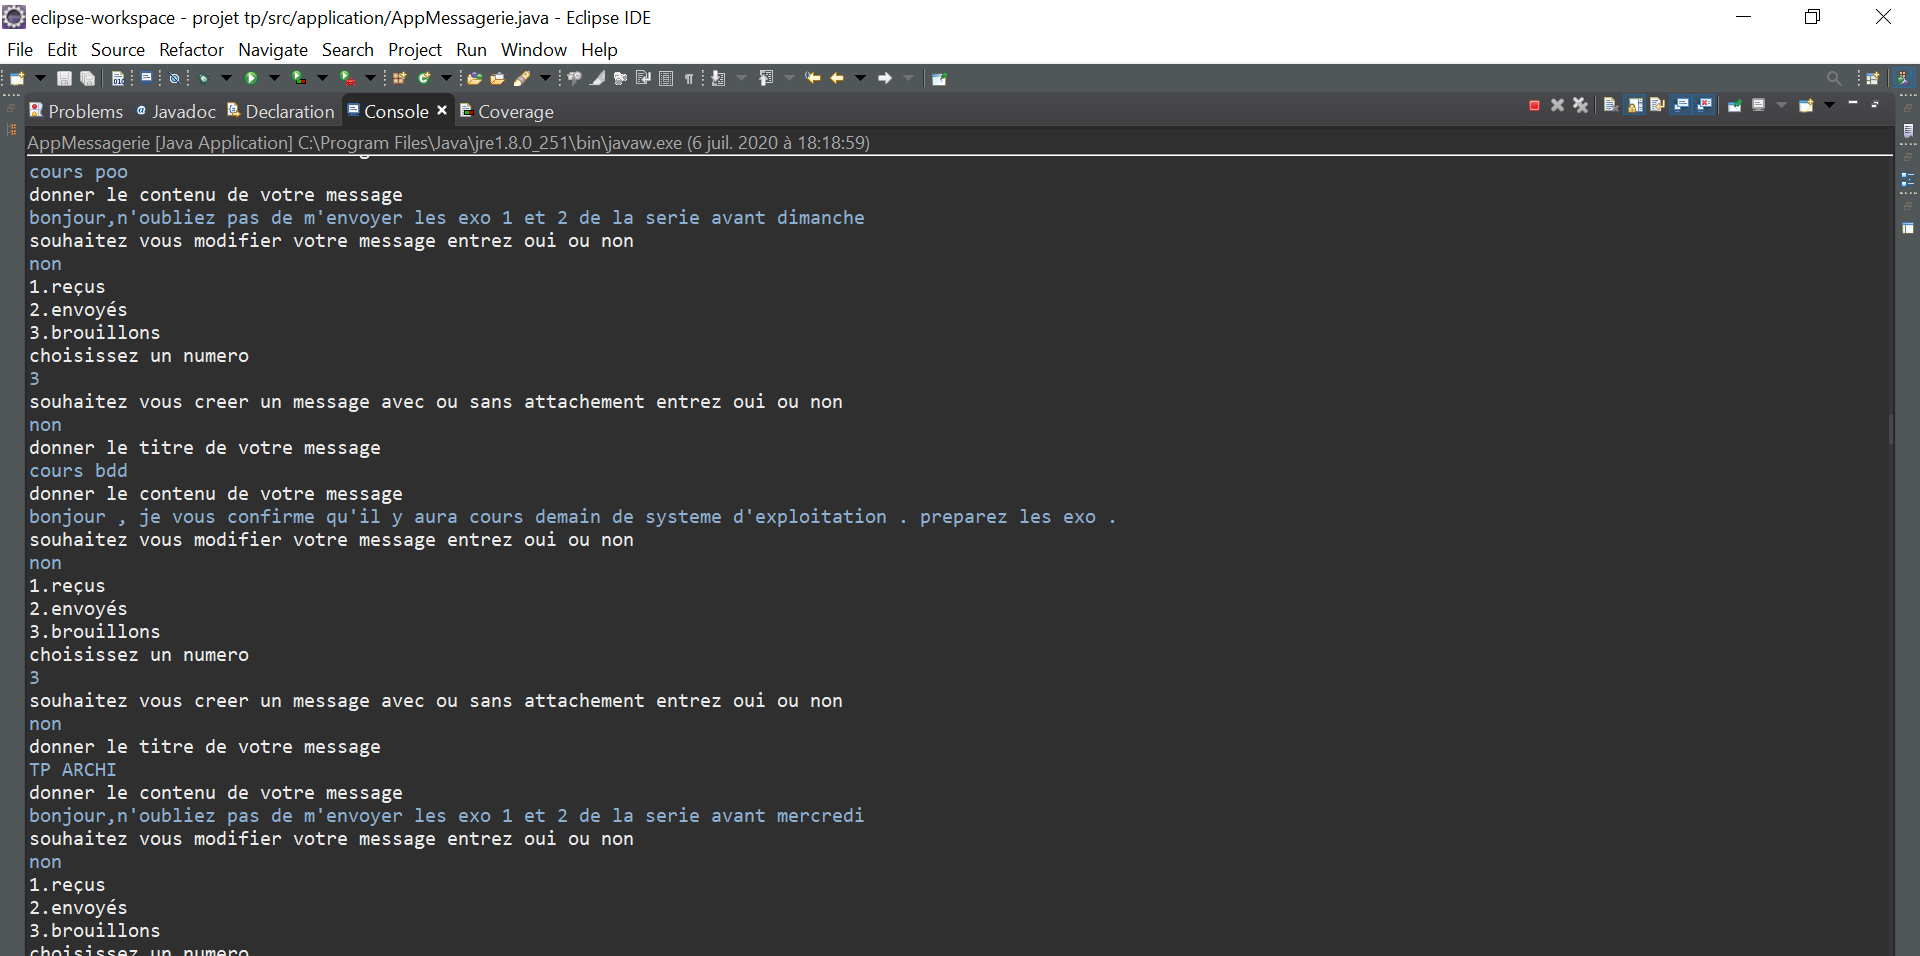 eclipse-workspace - projet tp/src/application/AppMessagerie.java - Eclipse IDE
File Edit Source Refactor Navigate Search Project Run Window Help
Problems @ Javadoc Declaration Console Coverage
AppMessagerie [Java Application] C:\Program Files\Java\jre1.8.0_251\bin\javaw.exe (6 juil. 2020 à 18:18:59)
cours poo
donner le contenu de votre message
bonjour,n'oubliez pas de m'envoyer les exo 1 et 2 de la serie avant dimanche
souhaitez vous modifier votre message entrez oui ou non
non
1.reçus
2.envoyés
3.brouillons
choisissez un numero
3
souhaitez vous creer un message avec ou sans attachement entrez oui ou non
non
donner le titre de votre message
cours bdd
donner le contenu de votre message
bonjour , je vous confirme qu'il y aura cours demain de systeme d'exploitation . preparez les exo .
souhaitez vous modifier votre message entrez oui ou non
non
1.reçus
2.envoyés
3.brouillons
choisissez un numero
3
souhaitez vous creer un message avec ou sans attachement entrez oui ou non
non
donner le titre de votre message
TP ARCHI
donner le contenu de votre message
bonjour,n'oubliez pas de m'envoyer les exo 1 et 2 de la serie avant mercredi
souhaitez vous modifier votre message entrez oui ou non
non
1.reçus
2.envoyés
3.brouillons
choisissez un numero